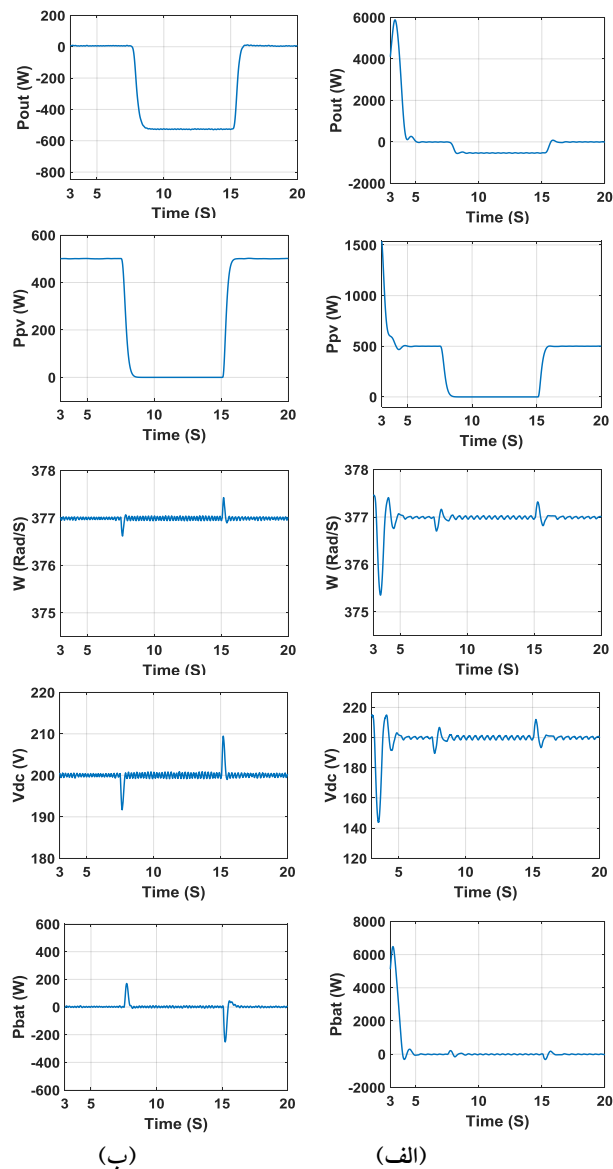 200
0
-200
-400
-600
-800
Pout (W)
3 5 10 15 20
Time (S)
6000
4000
2000
0
-2000
Pout (W)
3 5 10 15 20
Time (S)
600
400
200
0
Ppv (W)
3 5 10 15 20
Time (S)
1500
1000
500
0
Ppv (W)
3 5 10 15 20
Time (S)
378
377
376
375
W (Rad/S)
3 5 10 15 20
Time (S)
378
377
376
375
W (Rad/S)
3 5 10 15 20
Time (S)
220
210
200
190
180
Vdc (V)
3 5 10 15 20
Time (S)
220
200
180
160
140
120
Vdc (V)
5 10 15 20
Time (S)
600
400
200
0
-200
-400
-600
Pbat (W)
3 5 10 15 20
Time (S)
8000
6000
4000
2000
0
-2000
Pbat (W)
3 5 10 15 20
Time (S)
(الف)
(ب)